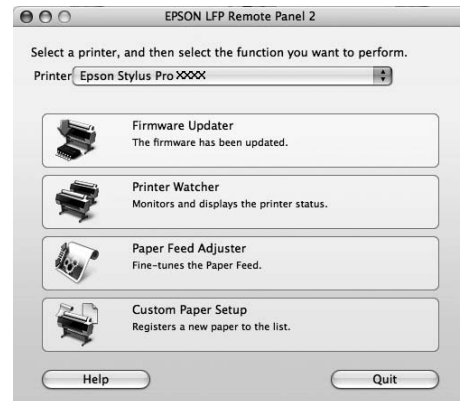 EPSON LFP Remote Panel 2
Select a printer, and then select the function you want to perform.
Printer Epson Stylus Pro XXXX
Firmware Updater
The firmware has been updated.
Printer Watcher
Monitors and displays the printer status.
Paper Feed Adjuster
Fine-tunes the Paper Feed.
Custom Paper Setup
Registers a new paper to the list.
Help Quit